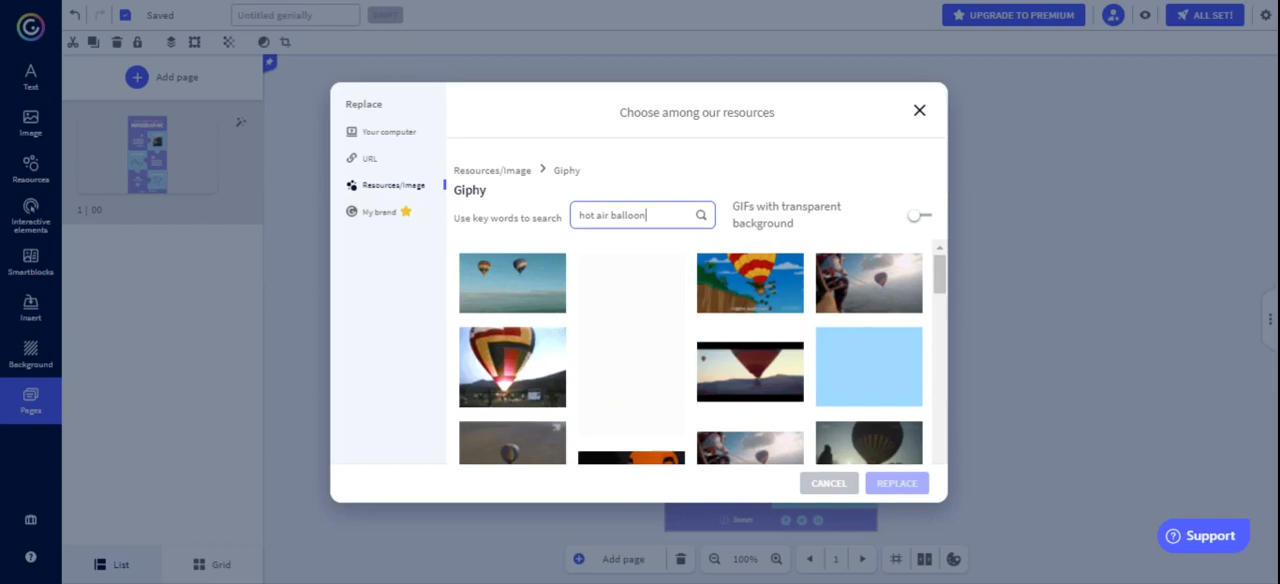 Saved
Untitled genially
UPGRADE TO PREMIUM
ALL SET!
Text
Image
Resources
Interactive elements
Smartblocks
Insert
Background
Pages
Add page
1 | 00
List
Grid
Replace
Your computer
URL
Resources/Image
My brand
Choose among our resources
Resources/Image > Giphy
Giphy
Use key words to search
hot air balloon
GIFs with transparent
background
CANCEL
REPLACE
Add page
100%
1
Support